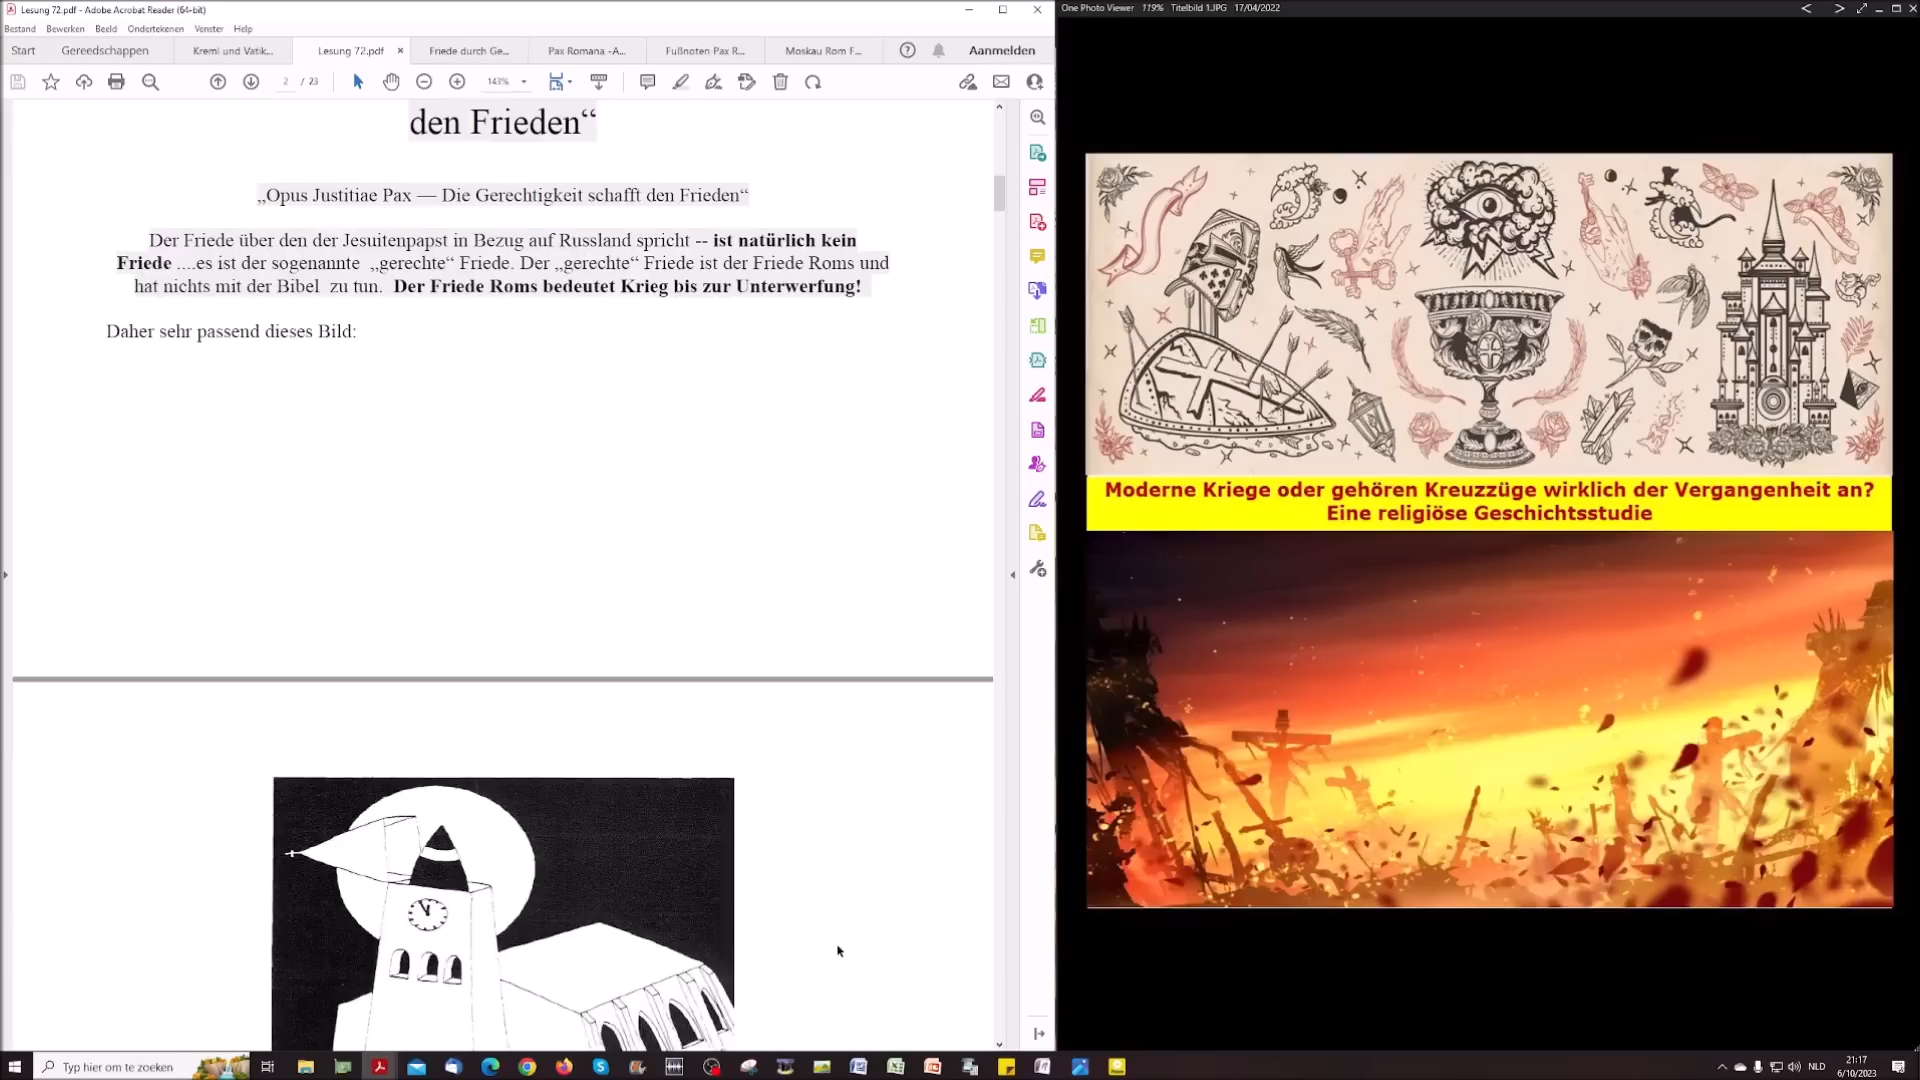 Lesung 72.pdf - Adobe Acrobat Reader (64-bit)
Bestand Bewerken Beeld Ondertekenen Venster Help
Start Gereedschappen Kreml und Vatik... Lesung 72.pdf × Friede durch Ge... Pax Romana -A... Fußnoten Pax R... Moskau Rom F... Aanmelden
2 / 23 143%
den Frieden“
„Opus Justitiae Pax — Die Gerechtigkeit schafft den Frieden“
Der Friede über den der Jesuitenpapst in Bezug auf Russland spricht -- ist natürlich kein
Friede ....es ist der sogenannte „gerechte“ Friede. Der „gerechte“ Friede ist der Friede Roms und
hat nichts mit der Bibel zu tun. Der Friede Roms bedeutet Krieg bis zur Unterwerfung!
Daher sehr passend dieses Bild:
One Photo Viewer 119% Titelbild 1.JPG 17/04/2022
Moderne Kriege oder gehören Kreuzzüge wirklich der Vergangenheit an?
Eine religiöse Geschichtsstudie
Typ hier om te zoeken
NLD
21:17
6/10/2023